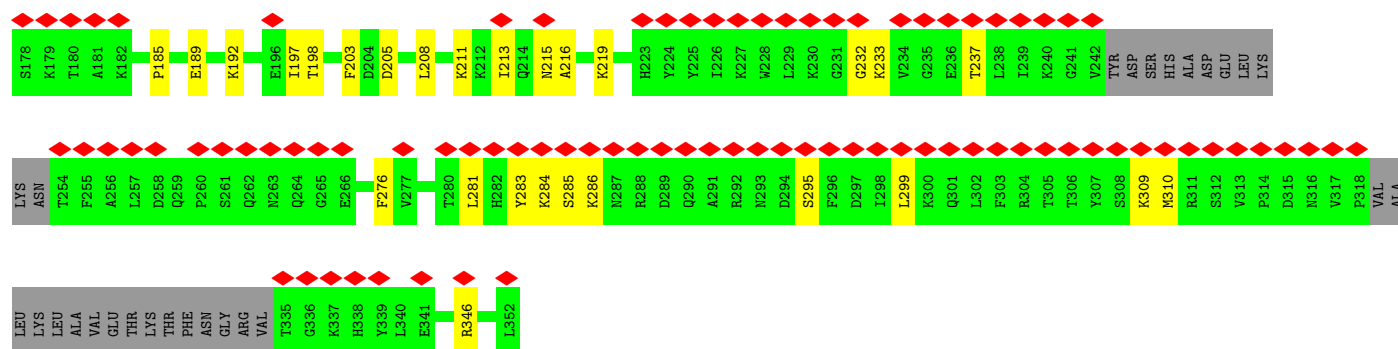 S178 K179 T180 A181 K182 P185 E189 K192 E196 I197 T198 F203 D204 D205 L208 K211 K212 I213 Q214 N215 A216 K219 H223 Y224 Y225 I226 K227 W228 L229 K230 G231 G232 K233 V234 G235 E236 T237 L238 I239 K240 G241 V242 TYR ASP SER HIS ALA ASP GLU LEU LYS
LYS ASN T254 F255 A256 L257 D258 Q259 P260 S261 Q262 N263 Q264 G265 E266 F276 V277 T280 L281 H282 Y283 K284 S285 K286 N287 R288 D289 Q290 A291 R292 N293 D294 S295 F296 D297 I298 L299 K300 Q301 L302 F303 R304 T305 T306 Y307 S308 K309 M310 R311 S312 V313 P314 D315 N316 V317 P318 VAL ALA
LEU LYS LEU ALA VAL GLU THR LYS THR PHE ASN GLY ARG VAL T335 G336 K337 H338 Y339 L340 E341 R346 L352